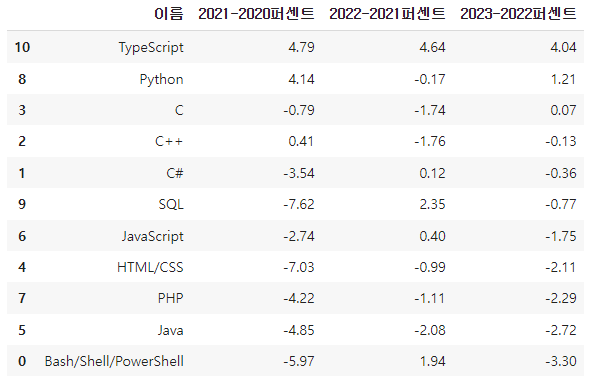 이름 2021-2020퍼센트 2022-2021퍼센트 2023-2022퍼센트
10 TypeScript 4.79 4.64 4.04
8 Python 4.14 -0.17 1.21
3 C -0.79 -1.74 0.07
2 C++ 0.41 -1.76 -0.13
1 C# -3.54 0.12 -0.36
9 SQL -7.62 2.35 -0.77
6 JavaScript -2.74 0.40 -1.75
4 HTML/CSS -7.03 -0.99 -2.11
7 PHP -4.22 -1.11 -2.29
5 Java -4.85 -2.08 -2.72
0 Bash/Shell/PowerShell -5.97 1.94 -3.30